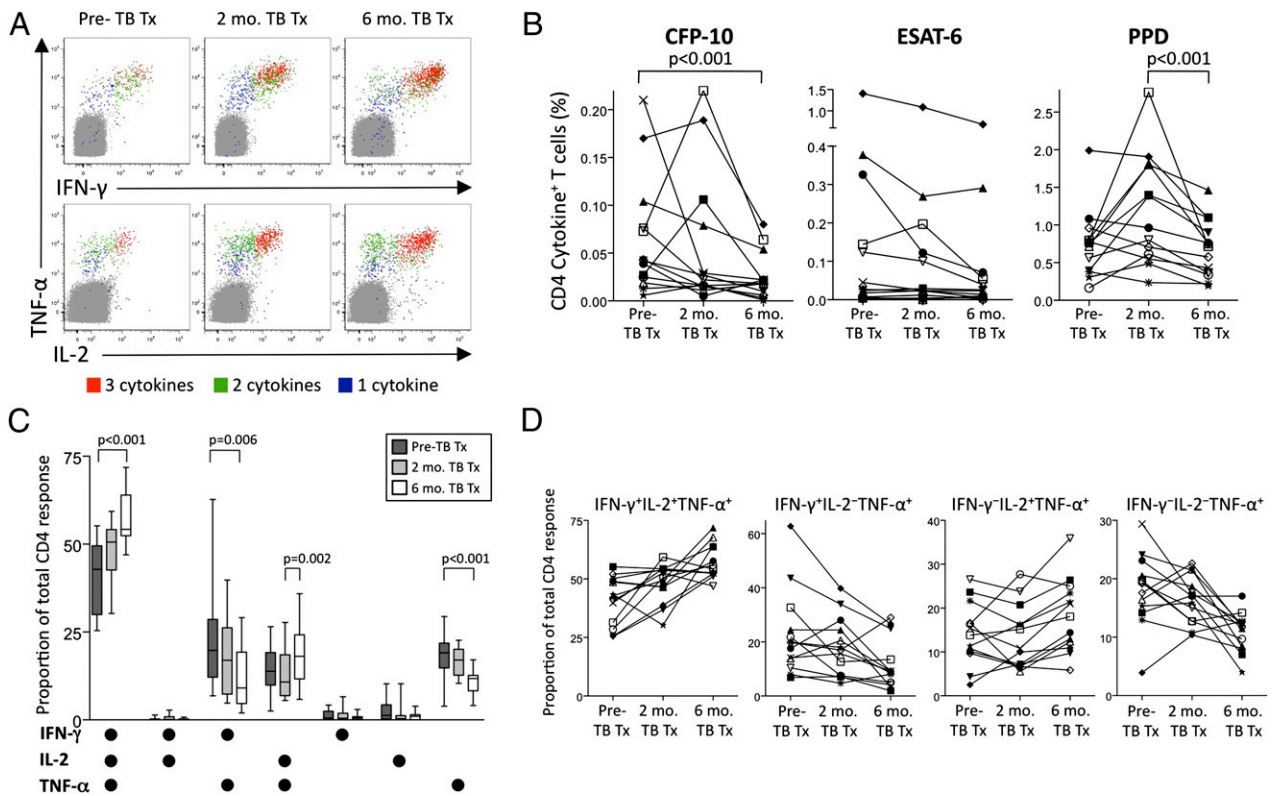 A
Pre- TB Tx
2 mo. TB Tx
6 mo. TB Tx
TNF-α
IFN-γ
IL-2
3 cytokines
2 cytokines
1 cytokine
B
CFP-10
ESAT-6
PPD
p<0.001
p<0.001
CD4 Cytokine⁺ T cells (%)
0.20
0.15
0.10
0.05
0.00
1.5
1.0
0.4
0.3
0.2
0.1
0.0
2.5
2.0
1.5
1.0
0.5
0.0
Pre- 2 mo. 6 mo.
TB Tx TB Tx TB Tx
Pre- 2 mo. 6 mo.
TB Tx TB Tx TB Tx
Pre- 2 mo. 6 mo.
TB Tx TB Tx TB Tx
C
Proportion of total CD4 response
75
50
25
0
p<0.001
p=0.006
p=0.002
p<0.001
Pre-TB Tx
2 mo. TB Tx
6 mo. TB Tx
IFN-γ
IL-2
TNF-α
D
Proportion of total CD4 response
IFN-γ⁺IL-2⁺TNF-α⁺
IFN-γ⁺IL-2⁻TNF-α⁺
IFN-γ⁻IL-2⁺TNF-α⁺
IFN-γ⁻IL-2⁻TNF-α⁺
75
50
25
0
80
60
40
20
0
40
30
20
10
0
30
20
10
0
Pre- 2 mo. 6 mo.
TB Tx TB Tx TB Tx
Pre- 2 mo. 6 mo.
TB Tx TB Tx TB Tx
Pre- 2 mo. 6 mo.
TB Tx TB Tx TB Tx
Pre- 2 mo. 6 mo.
TB Tx TB Tx TB Tx